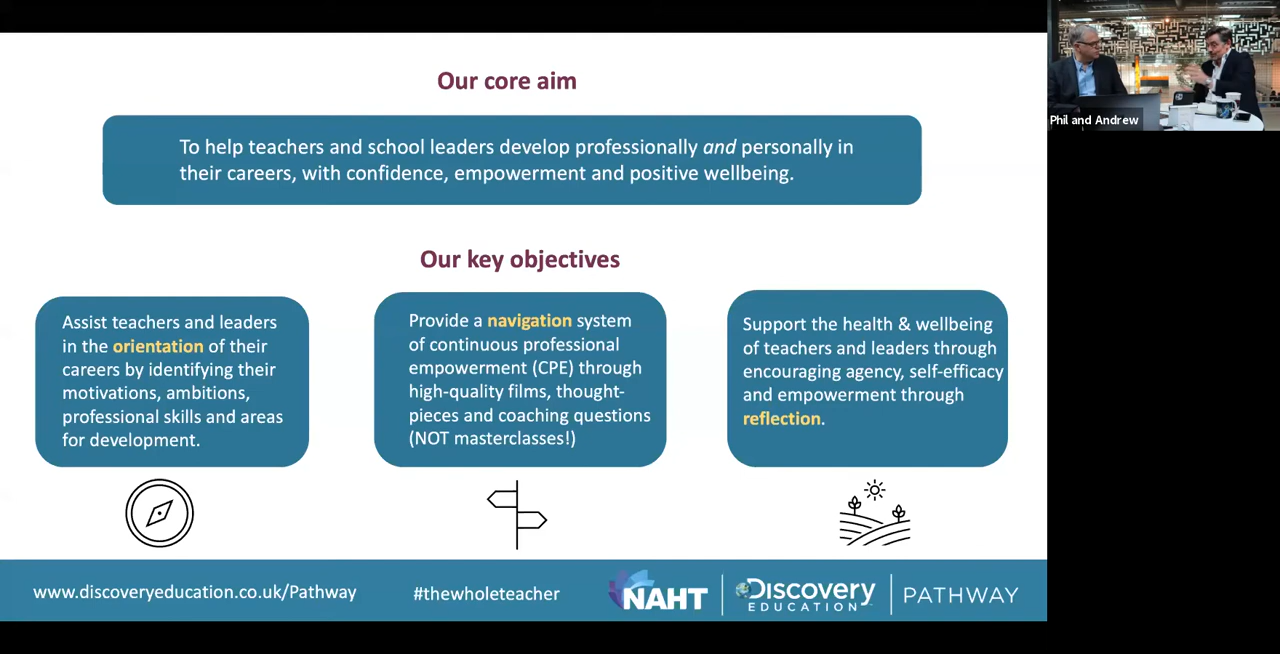 Our core aim
To help teachers and school leaders develop professionally and personally in
their careers, with confidence, empowerment and positive wellbeing.
Our key objectives
Assist teachers and leaders
in the orientation of their
careers by identifying their
motivations, ambitions,
professional skills and areas
for development.
Provide a navigation system
of continuous professional
empowerment (CPE) through
high-quality films, thought-
pieces and coaching questions
(NOT masterclasses!)
Support the health & wellbeing
of teachers and leaders through
encouraging agency, self-efficacy
and empowerment through
reflection.
www.discoveryeducation.co.uk/Pathway
#thewholeteacher
NAHT
Discovery
EDUCATION
PATHWAY
Phil and Andrew